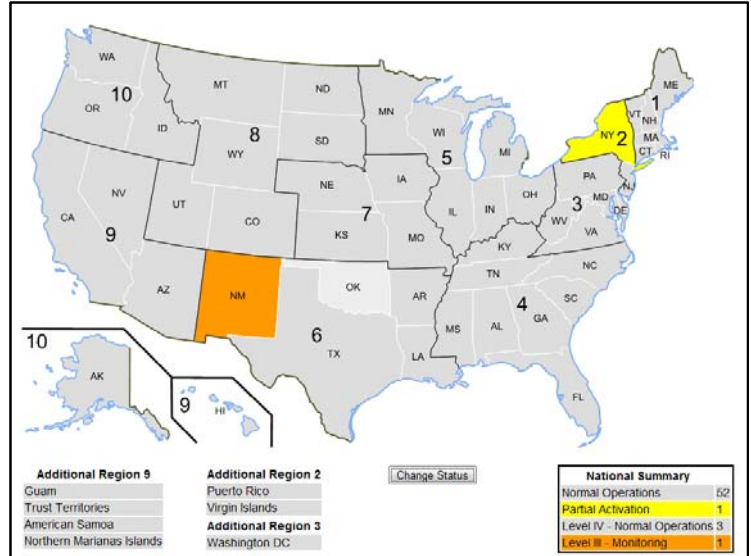 WA
MT
ND
MN
ME
10
1
OR
VT
NH
ID
8
SD
WI
NY
2
MA
WY
5
MI
CT
RI
NE
IA
PA
NJ
NV
OH
3
MD
DE
UT
7
IL
IN
WV
CA
CO
KS
MO
VA
9
KY
NC
TN
AZ
NM
OK
AR
4
SC
6
MS
AL
GA
TX
LA
10
FL
AK
9
HI
Additional Region 9
Guam
Trust Territories
American Samoa
Northern Marianas Islands
Additional Region 2
Puerto Rico
Virgin Islands
Additional Region 3
Washington DC
Change Status
National Summary
Normal Operations 52
Partial Activation 1
Level IV - Normal Operations 3
Level III - Monitoring 1